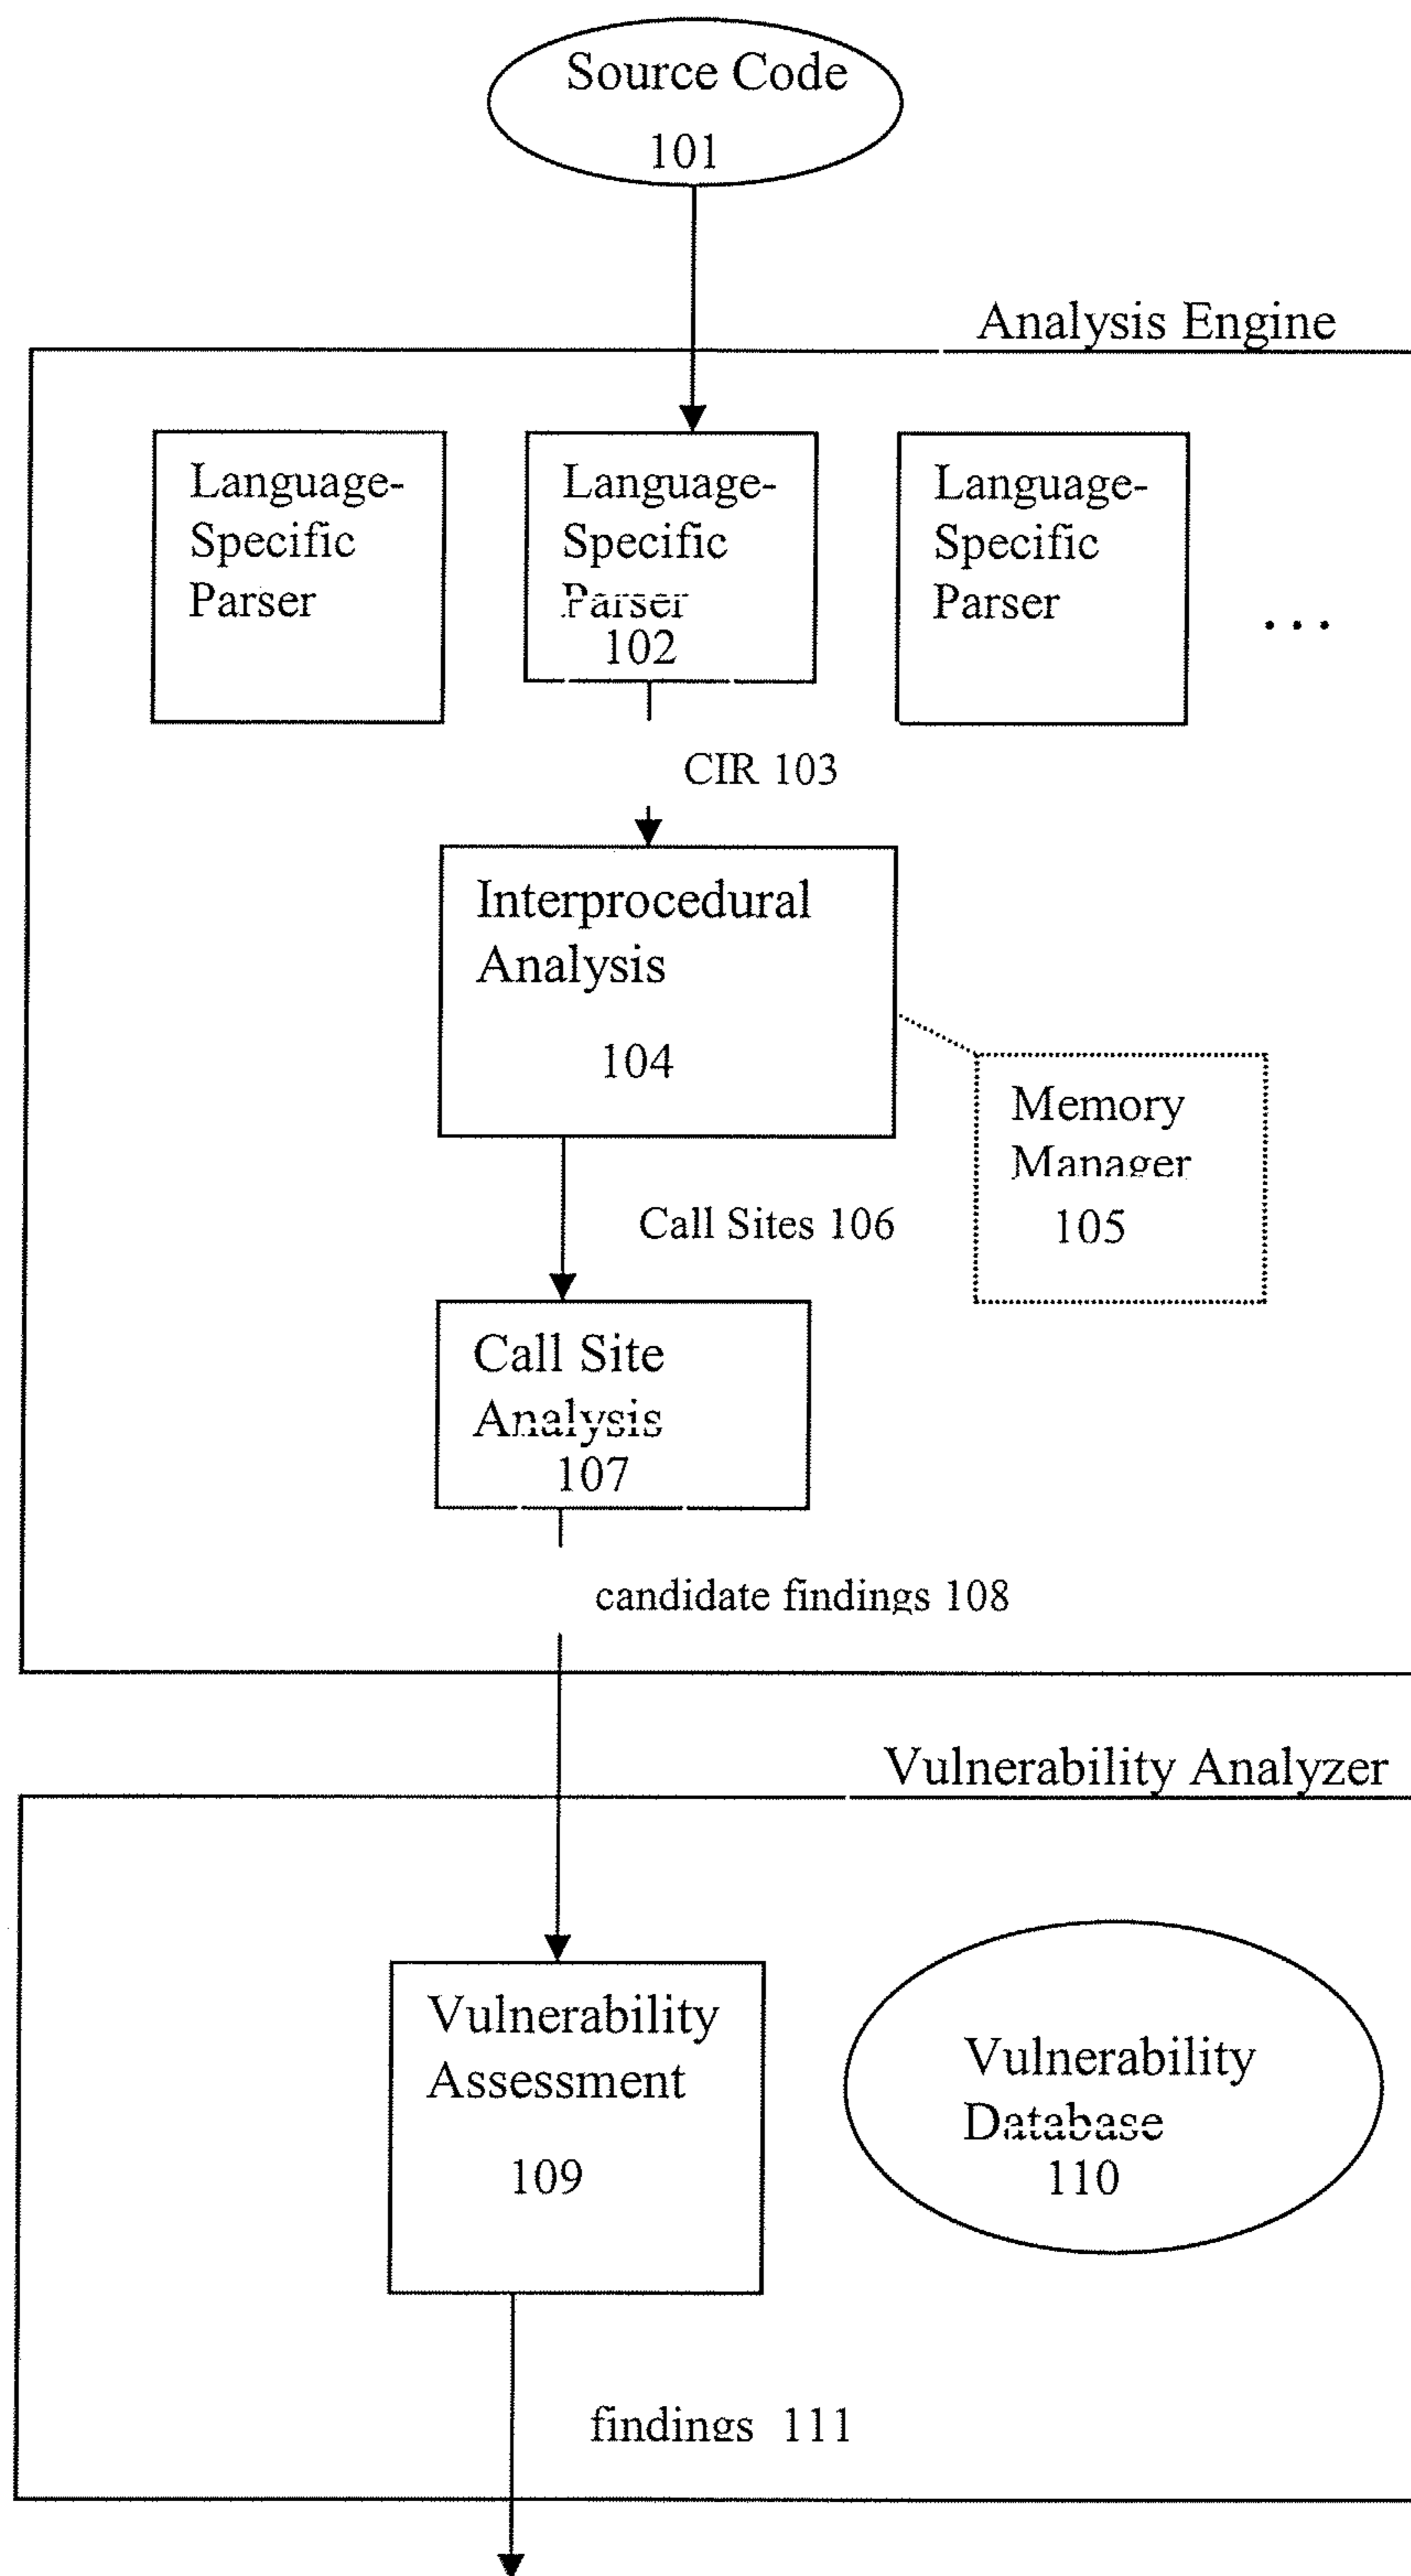 Source Code
101
Analysis Engine
Language-
Specific
Parser
Language-
Specific
Parser
102
Language-
Specific
Parser
...
CIR 103
Interprocedural
Analysis
104
Memory
Manager
105
Call Sites 106
Call Site
Analysis
107
candidate findings 108
Vulnerability Analyzer
Vulnerability
Assessment
109
Vulnerability
Database
110
findings 111